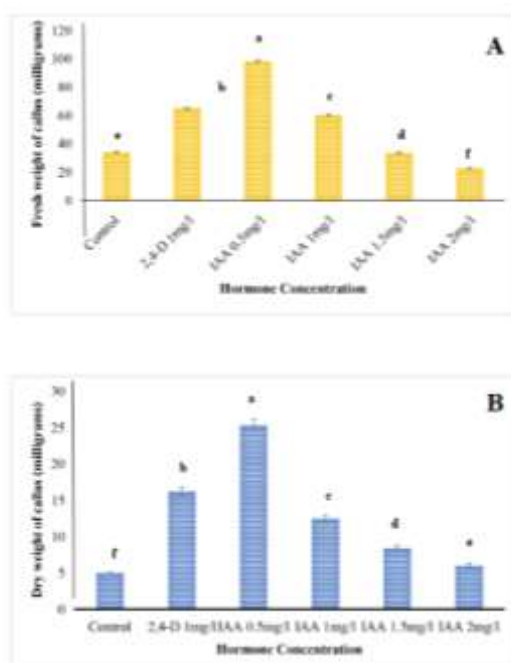 120
A
a
100
80
b
60
c
40
e
d
f
20
0
Fresh weight of callus (milligrams)
Control
2,4-D 1mg/l
IAA 0.5mg/l
IAA 1mg/l
IAA 1.5mg/l
IAA 2mg/l
Hormone Concentration
30
B
a
25
20
b
15
c
10
d
e
f
5
0
Dry weight of callus (milligrams)
Control 2,4-D 1mg/l IAA 0.5mg/l IAA 1mg/l IAA 1.5mg/l IAA 2mg/l
Hormone Concentration